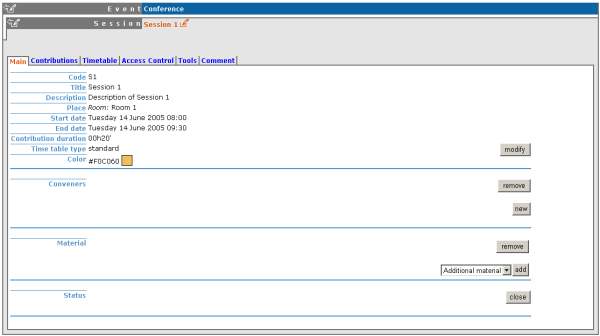 Event Conference
Session Session 1
Main Contributions Timetable Access Control Tools Comment
Code S1
Title Session 1
Description Description of Session 1
Place Room: Room 1
Start date Tuesday 14 June 2005 08:00
End date Tuesday 14 June 2005 09:30
Contribution duration 00h20'
Time table type standard
modify
Color #F0C060
Conveners
remove
new
Material
remove
Additional material add
Status
close